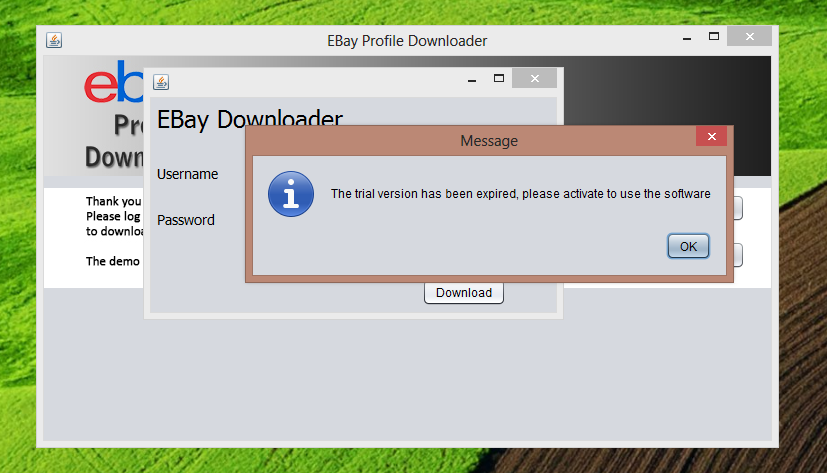 EBay Profile Downloader
eb
Pr
Down
EBay Downloader
Message
The trial version has been expired, please activate to use the software
OK
Username
Password
Download
Thank you
Please log
to downloa
The demo